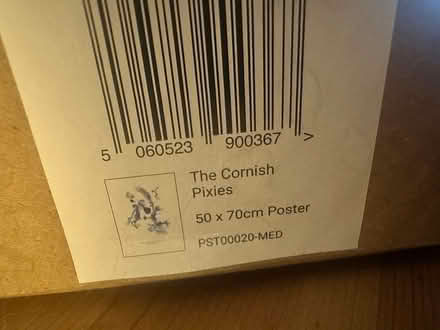 5 060523 900367 >
The Cornish
Pixies
50 x 70cm Poster
PST00020-MED